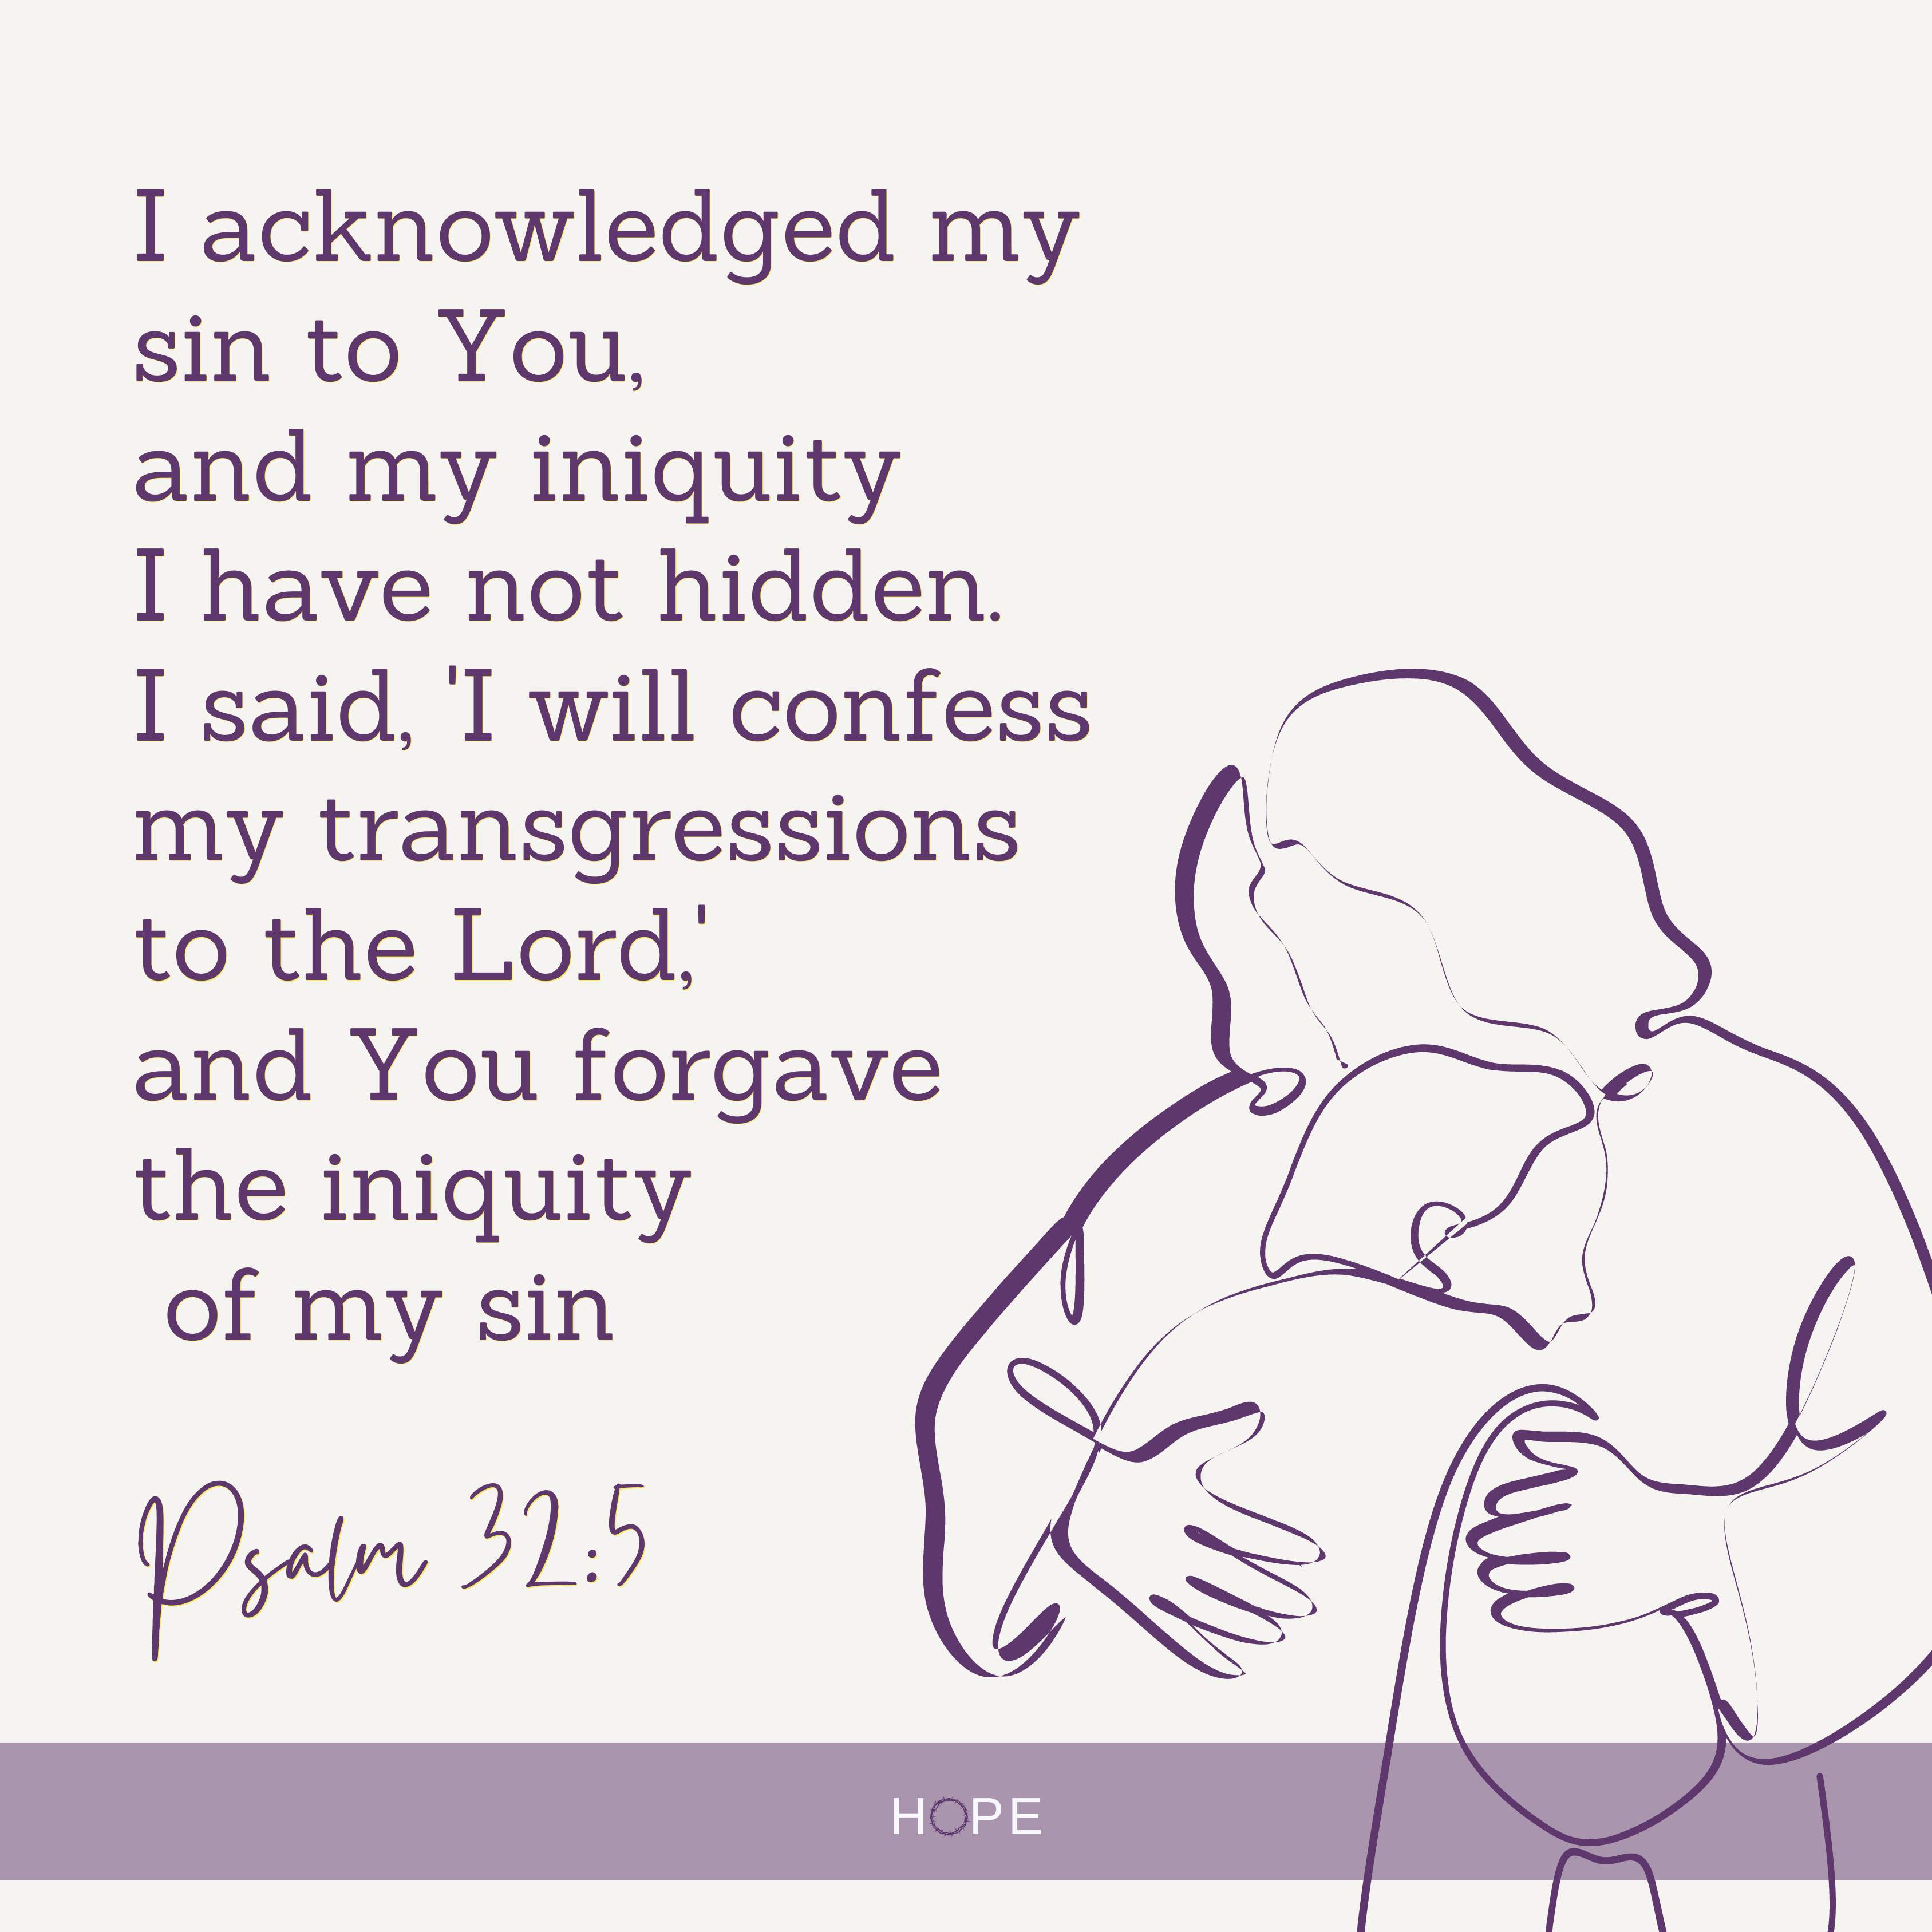 I acknowledged my
sin to You,
and my iniquity
I have not hidden.
I said, 'I will confess
my transgressions
to the Lord,'
and You forgave
the iniquity
of my sin
Psalm 32:5
HOPE